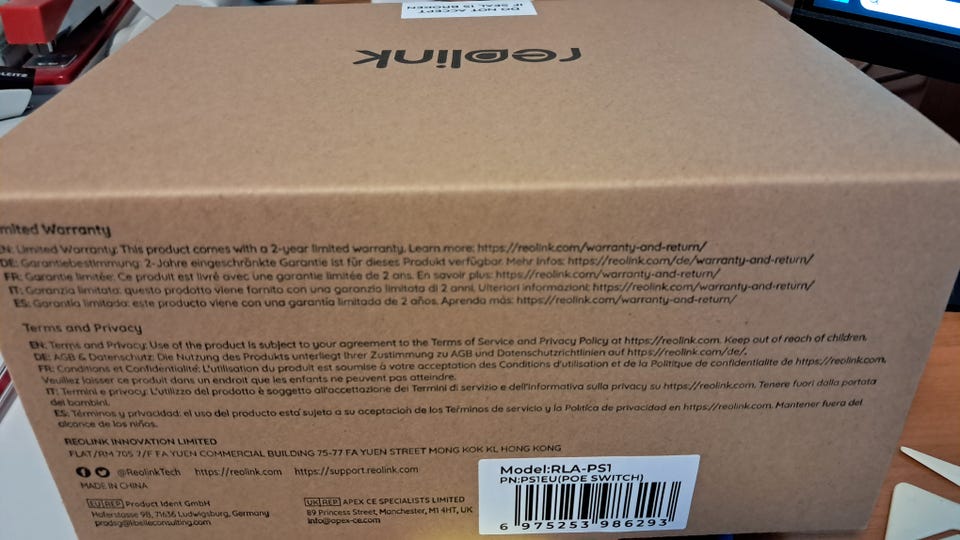 DO NOT ACCEPT
IF SEAL IS BROKEN
reolink
mited Warranty
EN: Limited Warranty: This product comes with a 2-year limited warranty. Learn more: https://reolink.com/warranty-and-return/
DE: Garantiebestimmung: 2-Jahre eingeschränkte Garantie ist für dieses Produkt verfügbar. Mehr Infos: https://reolink.com/de/warranty-and-return/
FR: Garantie limitée: Ce produit est livré avec une garantie limitée de 2 ans. En savoir plus: https://reolink.com/warranty-and-return/
IT: Garanzia limitata: questo prodotto viene fornito con una garanzia limitata di 2 anni. Ulteriori informazioni: https://reolink.com/warranty-and-return/
ES: Garantía limitada: este producto viene con una garantía limitada de 2 años. Aprenda más: https://reolink.com/warranty-and-return/
Terms and Privacy
EN: Terms and Privacy: Use of the product is subject to your agreement to the Terms of Service and Privacy Policy at https://reolink.com. Keep out of reach of children.
DE: AGB & Datenschutz: Die Nutzung des Produkts unterliegt Ihrer Zustimmung zu AGB und Datenschutzrichtlinien auf https://reolink.com/de/.
FR: Conditions et Confidentialité: L'utilisation du produit est soumise à votre acceptation des Conditions d'utilisation et de la Politique de confidentialité de https://reolink.com.
Veuillez laisser ce produit dans un endroit que les enfants ne peuvent pas atteindre.
IT: Termini e privacy: L'utilizzo del prodotto è soggetto all'accettazione dei Termini di servizio e dell'Informativa sulla privacy su https://reolink.com. Tenere fuori dalla portata
dei bambini.
ES: Términos y privacidad: el uso del producto está sujeto a su aceptación de los Términos de servicio y la Política de privacidad en https://reolink.com. Mantener fuera del
alcance de los niños.
REOLINK INNOVATION LIMITED
FLAT/RM 705 7/F FA YUEN COMMERCIAL BUILDING 75-77 FA YUEN STREET MONG KOK KL HONG KONG
@ReolinkTech https://reolink.com https://support.reolink.com
MADE IN CHINA
EU REP Product Ident GmbH
Hoferstasse 9B, 71636 Ludwigsburg, Germany
prodsg@libelleconsulting.com
UK REP APEX CE SPECIALISTS LIMITED
89 Princess Street, Manchester, M1 4HT, UK
info@apex-ce.com
Model:RLA-PS1
PN:PS1EU(POE SWITCH)
6 975253 986293